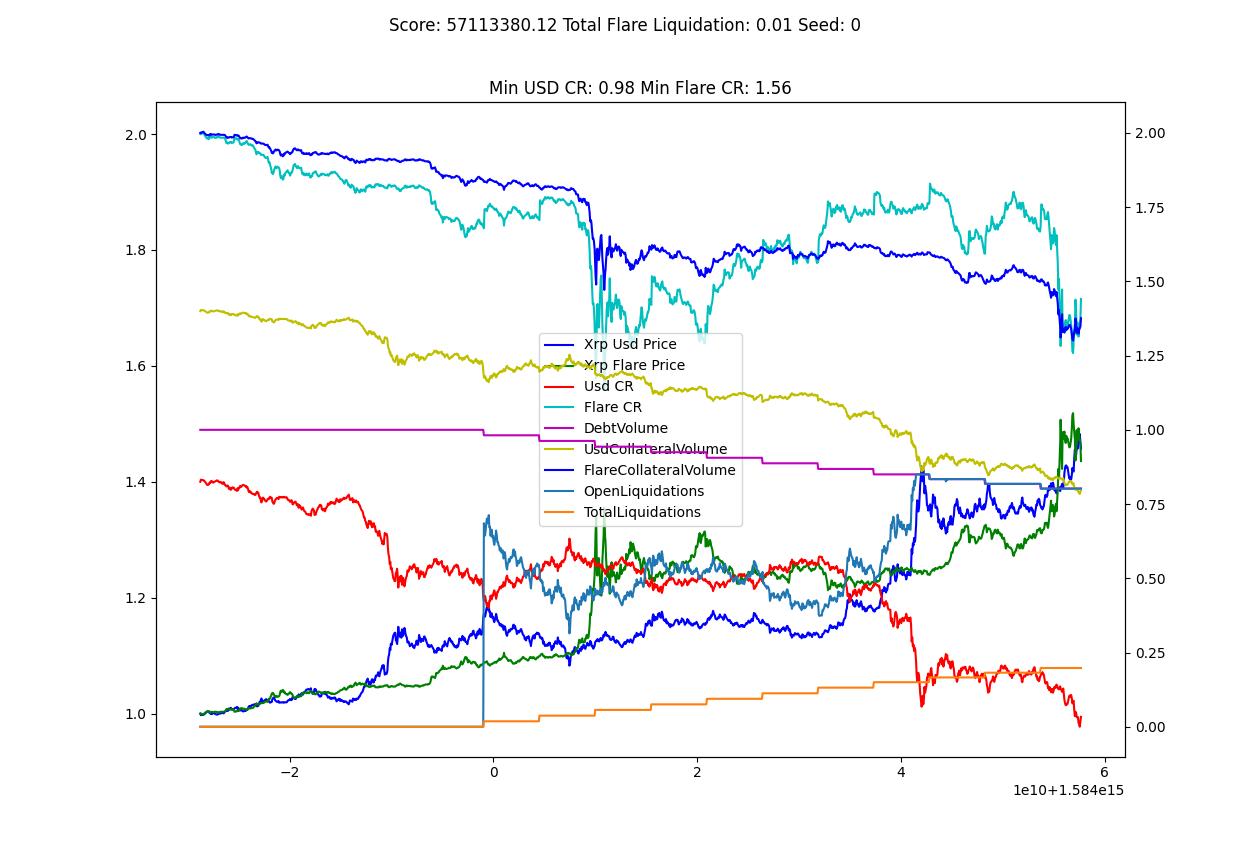 Score: 57113380.12 Total Flare Liquidation: 0.01 Seed: 0
Min USD CR: 0.98 Min Flare CR: 1.56
2.0
1.8
1.6
1.4
1.2
1.0
2.00
1.75
1.50
1.25
1.00
0.75
0.50
0.25
0.00
Xrp Usd Price
Xrp Flare Price
Usd CR
Flare CR
DebtVolume
UsdCollateralVolume
FlareCollateralVolume
OpenLiquidations
TotalLiquidations
−2 0 2 4 6
1e10+1.584e15